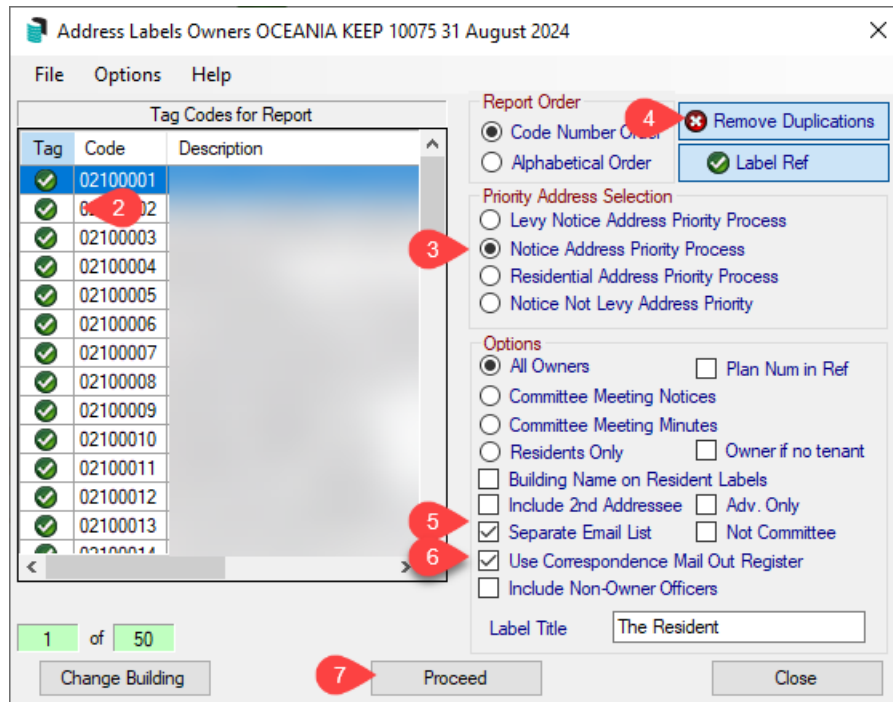 Address Labels Owners OCEANIA KEEP 10075 31 August 2024
File Options Help
Tag Codes for Report
Tag Code Description
02100001
2
02100003
02100004
02100005
02100006
02100007
02100008
02100009
02100010
02100011
02100012
02100013
02100014
1 of 50
Change Building
Report Order
Code Number Order
Alphabetical Order
4 Remove Duplications
Label Ref
Priority Address Selection
Levy Notice Address Priority Process
3 Notice Address Priority Process
Residential Address Priority Process
Notice Not Levy Address Priority
Options
All Owners Plan Num in Ref
Committee Meeting Notices
Committee Meeting Minutes
Residents Only Owner if no tenant
Building Name on Resident Labels
Include 2nd Addressee Adv. Only
5 Separate Email List Not Committee
6 Use Correspondence Mail Out Register
Include Non-Owner Officers
Label Title The Resident
7 Proceed
Close